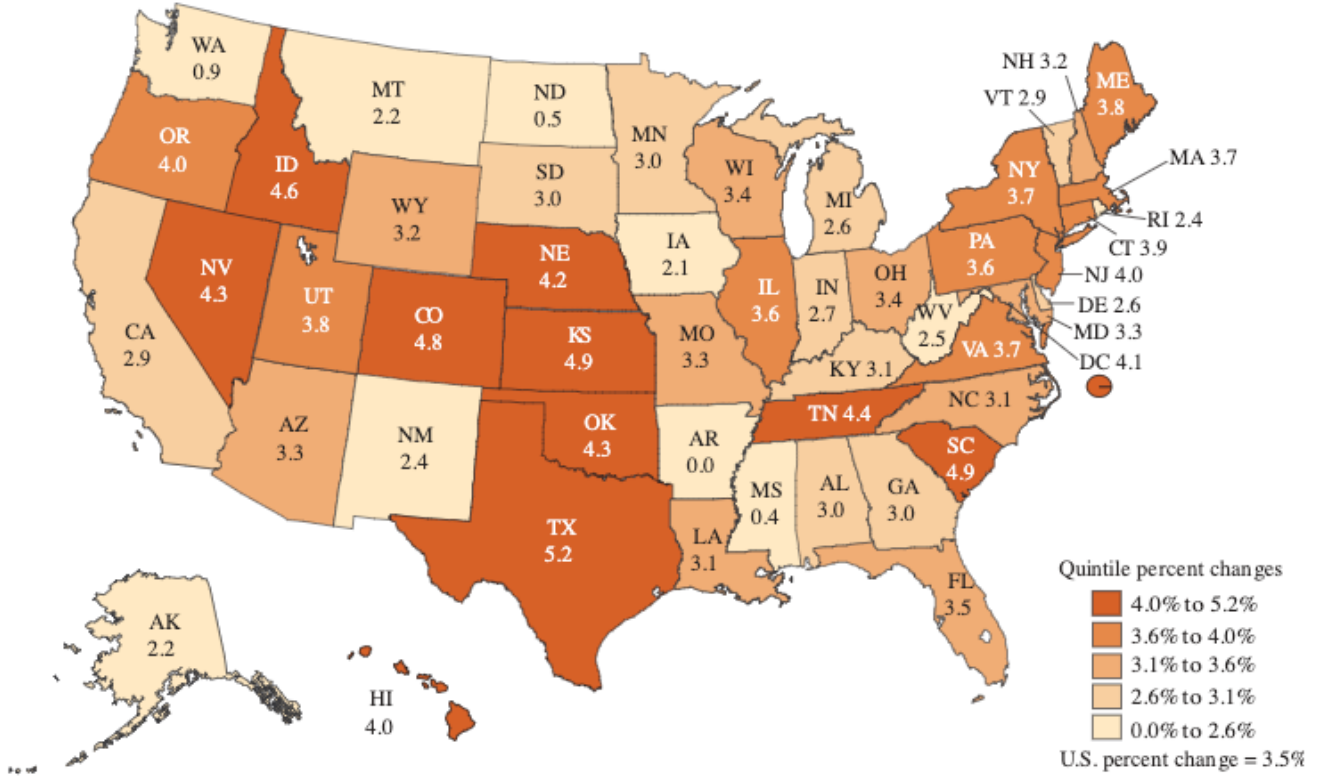 WA
0.9
MT
2.2
ND
0.5
MN
3.0
NH 3.2
VT 2.9
ME
3.8
OR
4.0
ID
4.6
SD
3.0
WI
3.4
MI
2.6
NY
3.7
MA 3.7
WY
3.2
RI 2.4
CT 3.9
NJ 4.0
DE 2.6
MD 3.3
DC 4.1
NV
4.3
UT
3.8
NE
4.2
IA
2.1
IL
3.6
IN
2.7
OH
3.4
PA
3.6
CA
2.9
CO
4.8
KS
4.9
MO
3.3
WV
2.5
VA 3.7
KY 3.1
AZ
3.3
NM
2.4
OK
4.3
AR
0.0
TN 4.4
NC 3.1
SC
4.9
TX
5.2
LA
3.1
MS
0.4
AL
3.0
GA
3.0
FL
3.5
AK
2.2
HI
4.0
Quintile percent changes
4.0% to 5.2%
3.6% to 4.0%
3.1% to 3.6%
2.6% to 3.1%
0.0% to 2.6%
U.S. percent change = 3.5%